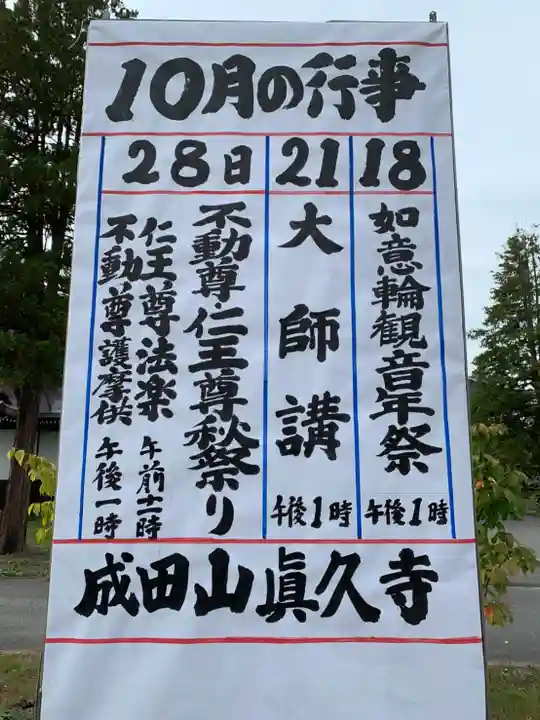 10月の行事
18
如意輪観音年祭
午後1時
21
大師講
午後1時
28日
不動尊仁王尊秋祭り
仁王尊法楽 午前十一時
不動尊護摩供 午後一時
成田山眞久寺